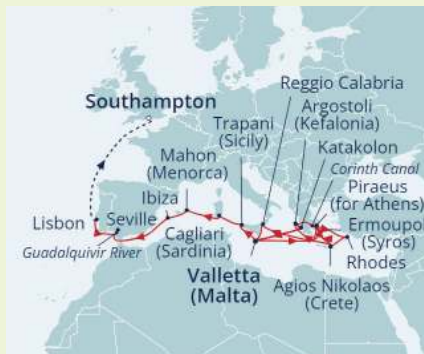 Reggio Calabria
Southampton
Argostoli
(Kefalonia)
Trapani
(Sicily)
Katakolon
Mahon
(Menorca)
Corinth Canal
Piraeus
(for Athens)
Ibiza
Ermoupoli
(Syros)
Lisbon
Seville
Cagliari
(Sardinia)
Rhodes
Guadalquivir River
Valletta
(Malta)
Agios Nikolaos
(Crete)